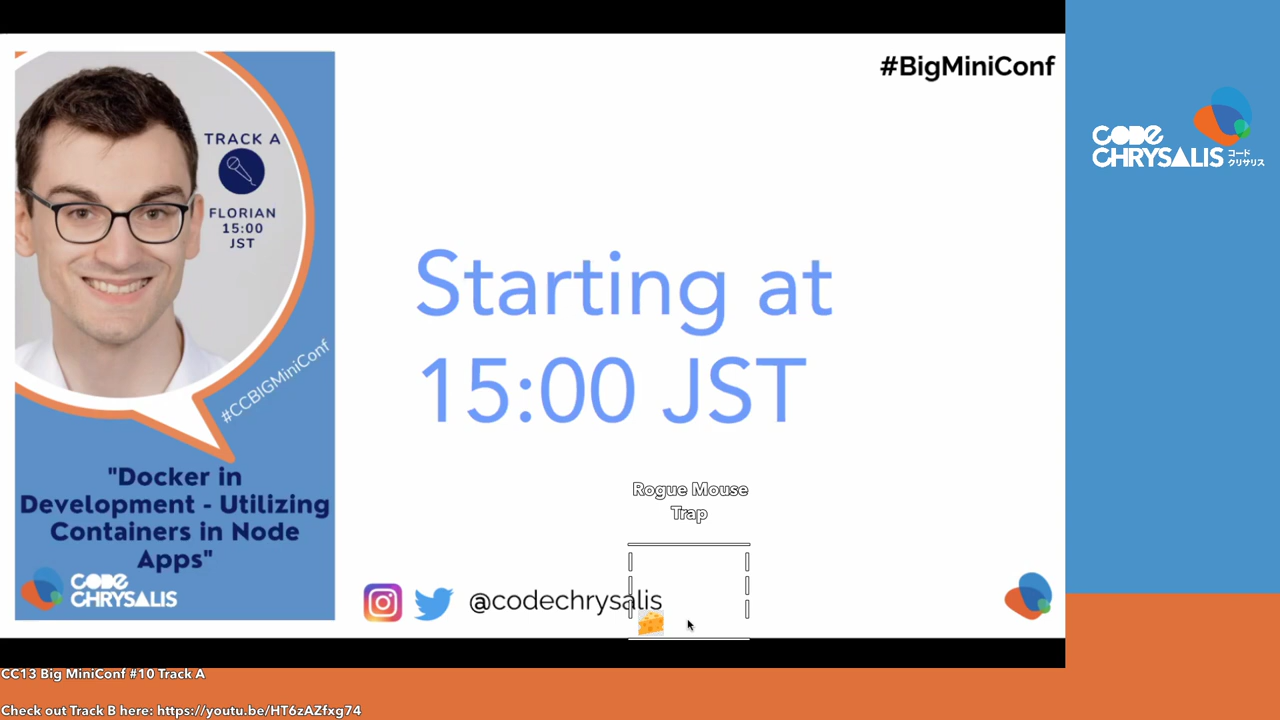 #BigMiniConf
TRACK A
FLORIAN
15:00
JST
#CCBIGMiniConf
"Docker in
Development - Utilizing
Containers in Node
Apps"
CODE
CHRYSALIS
Starting at
15:00 JST
Rogue Mouse
Trap
@codechrysalis
CODE
CHRYSALIS
コード
クリサリス
CC13 Big MiniConf #10 Track A
Check out Track B here: https://youtu.be/HT6zAZfxg74